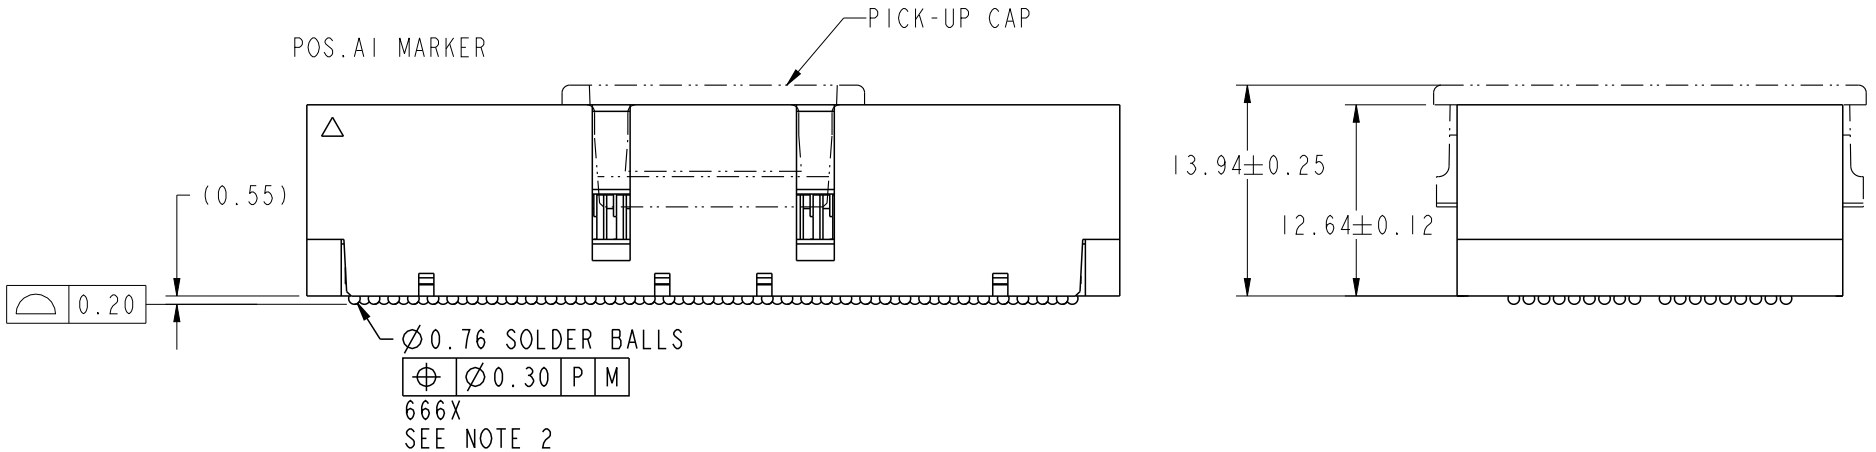 PICK-UP CAP
POS.A1 MARKER
13.94±0.25
(0.55)
12.64±0.12
⌓ 0.20
Ø0.76 SOLDER BALLS
⌖ Ø0.30 P M
666X
SEE NOTE 2